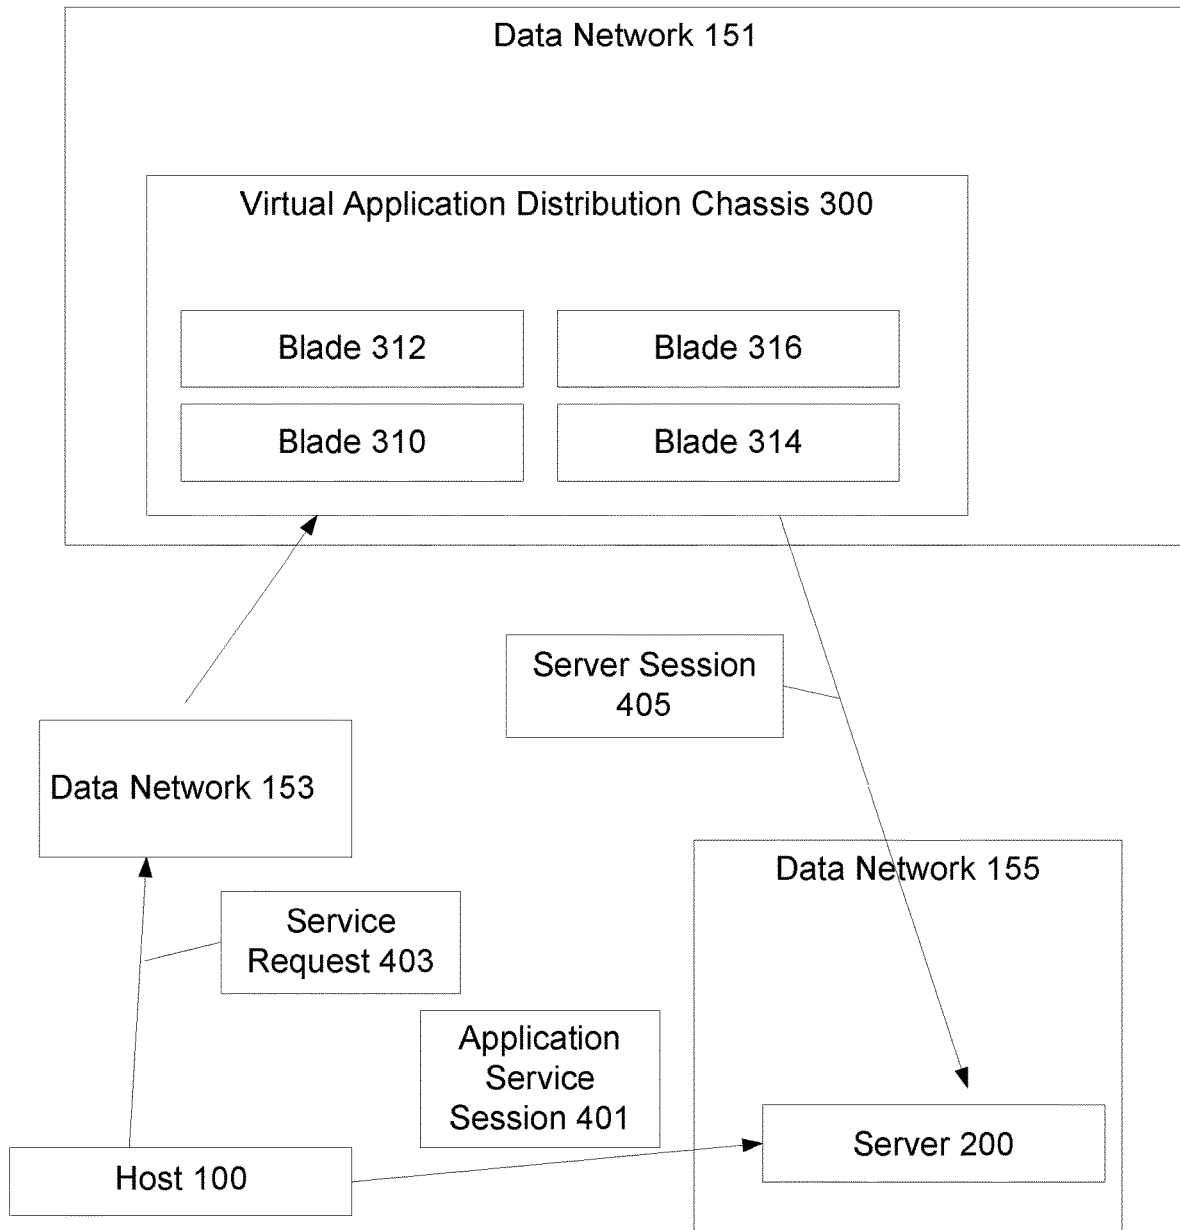 Data Network 151
Virtual Application Distribution Chassis 300
Blade 312
Blade 316
Blade 310
Blade 314
Server Session
405
Data Network 153
Data Network 155
Service
Request 403
Application
Service
Session 401
Server 200
Host 100